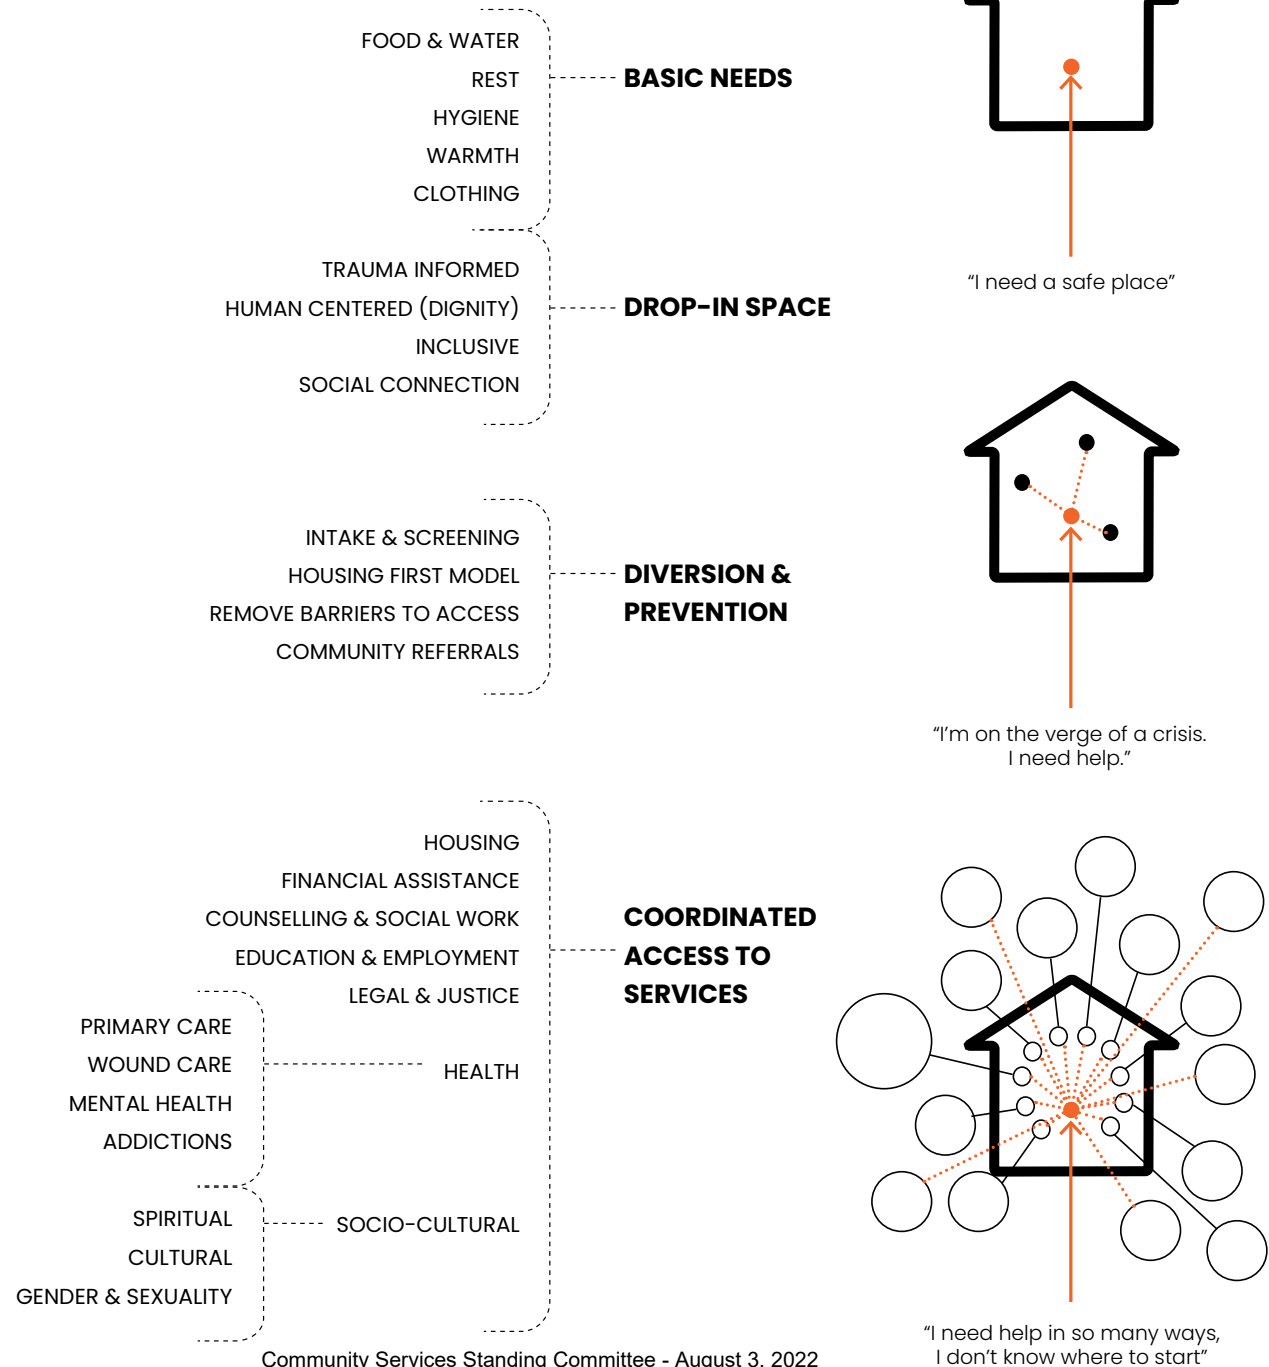 FOOD & WATER
REST
HYGIENE
WARMTH
CLOTHING
BASIC NEEDS
“I need a safe place”
TRAUMA INFORMED
HUMAN CENTERED (DIGNITY)
INCLUSIVE
SOCIAL CONNECTION
DROP-IN SPACE
INTAKE & SCREENING
HOUSING FIRST MODEL
REMOVE BARRIERS TO ACCESS
COMMUNITY REFERRALS
DIVERSION &
PREVENTION
“I’m on the verge of a crisis.
I need help.”
HOUSING
FINANCIAL ASSISTANCE
COUNSELLING & SOCIAL WORK
EDUCATION & EMPLOYMENT
LEGAL & JUSTICE
COORDINATED
ACCESS TO
SERVICES
PRIMARY CARE
WOUND CARE
MENTAL HEALTH
ADDICTIONS
HEALTH
SPIRITUAL
CULTURAL
GENDER & SEXUALITY
SOCIO-CULTURAL
“I need help in so many ways,
I don’t know where to start”
Community Services Standing Committee - August 3, 2022